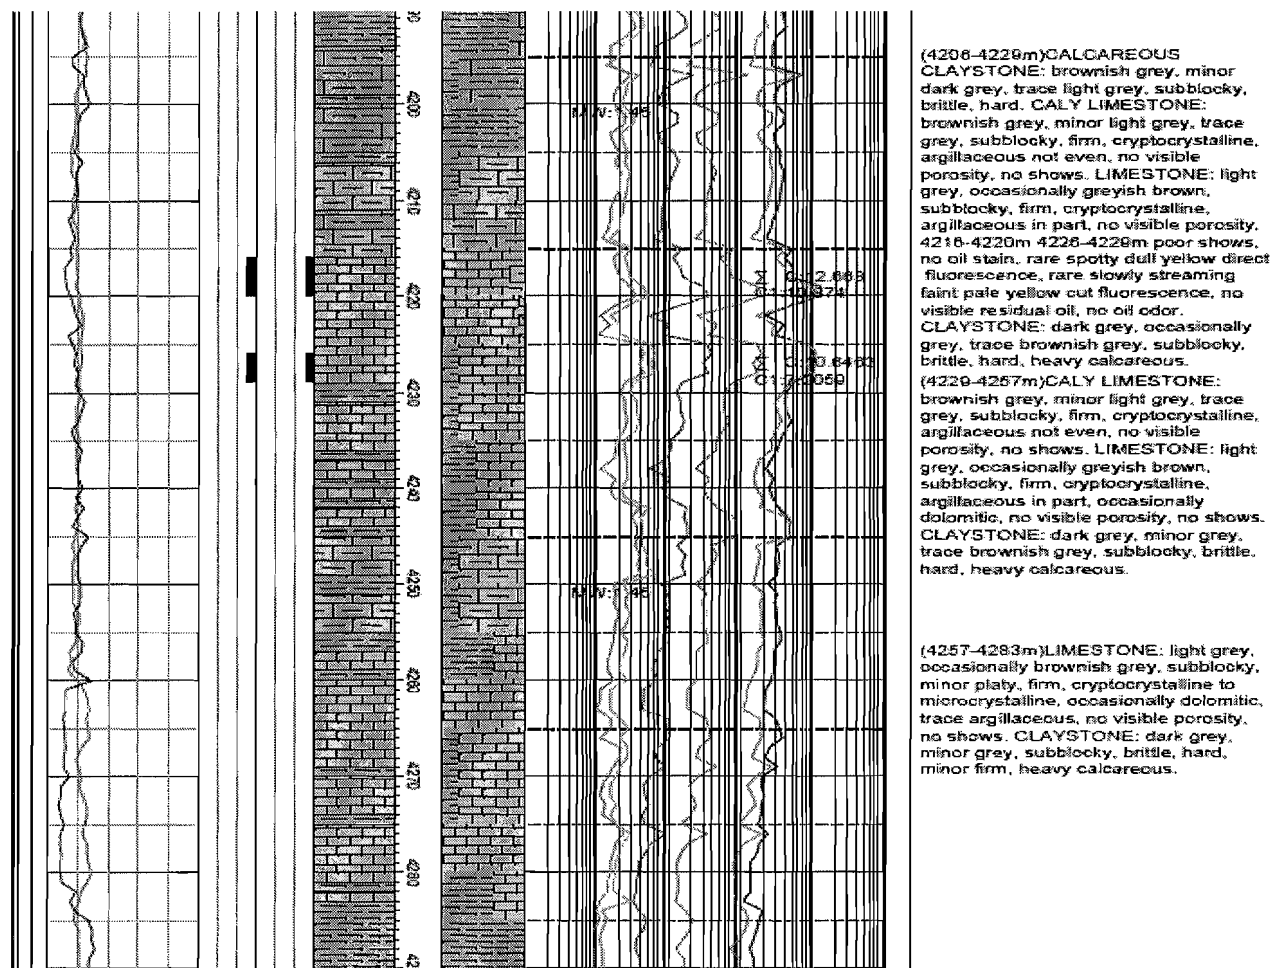 4200
4210
4220
4230
4240
4250
4260
4270
4280
(4206-4229m)CALCAREOUS
CLAYSTONE: brownish grey, minor
dark grey, trace light grey, subblocky,
brittle, hard. CALY LIMESTONE:
brownish grey, minor light grey, trace
grey, subblocky, firm, cryptocrystalline,
argillaceous not even, no visible
porosity, no shows. LIMESTONE: light
grey, occasionally greyish brown,
subblocky, firm, cryptocrystalline,
argillaceous in part, no visible porosity,
4216-4220m 4226-4229m poor shows,
no oil stain, rare spotty dull yellow direct
fluorescence, rare slowly streaming
faint pale yellow cut fluorescence, no
visible residual oil, no oil odor.
CLAYSTONE: dark grey, occasionally
grey, trace brownish grey, subblocky,
brittle, hard, heavy calcareous.
(4229-4257m)CALY LIMESTONE:
brownish grey, minor light grey, trace
grey, subblocky, firm, cryptocrystalline,
argillaceous not even, no visible
porosity, no shows. LIMESTONE: light
grey, occasionally greyish brown,
subblocky, firm, cryptocrystalline,
argillaceous in part, occasionally
dolomitic, no visible porosity, no shows.
CLAYSTONE: dark grey, minor grey,
trace brownish grey, subblocky, brittle,
hard, heavy calcareous.
(4257-4283m)LIMESTONE: light grey,
occasionally brownish grey, subblocky,
minor platy, firm, cryptocrystalline to
microcrystalline, occasionally dolomitic,
trace argillaceous, no visible porosity,
no shows. CLAYSTONE: dark grey,
minor grey, subblocky, brittle, hard,
minor firm, heavy calcareous.